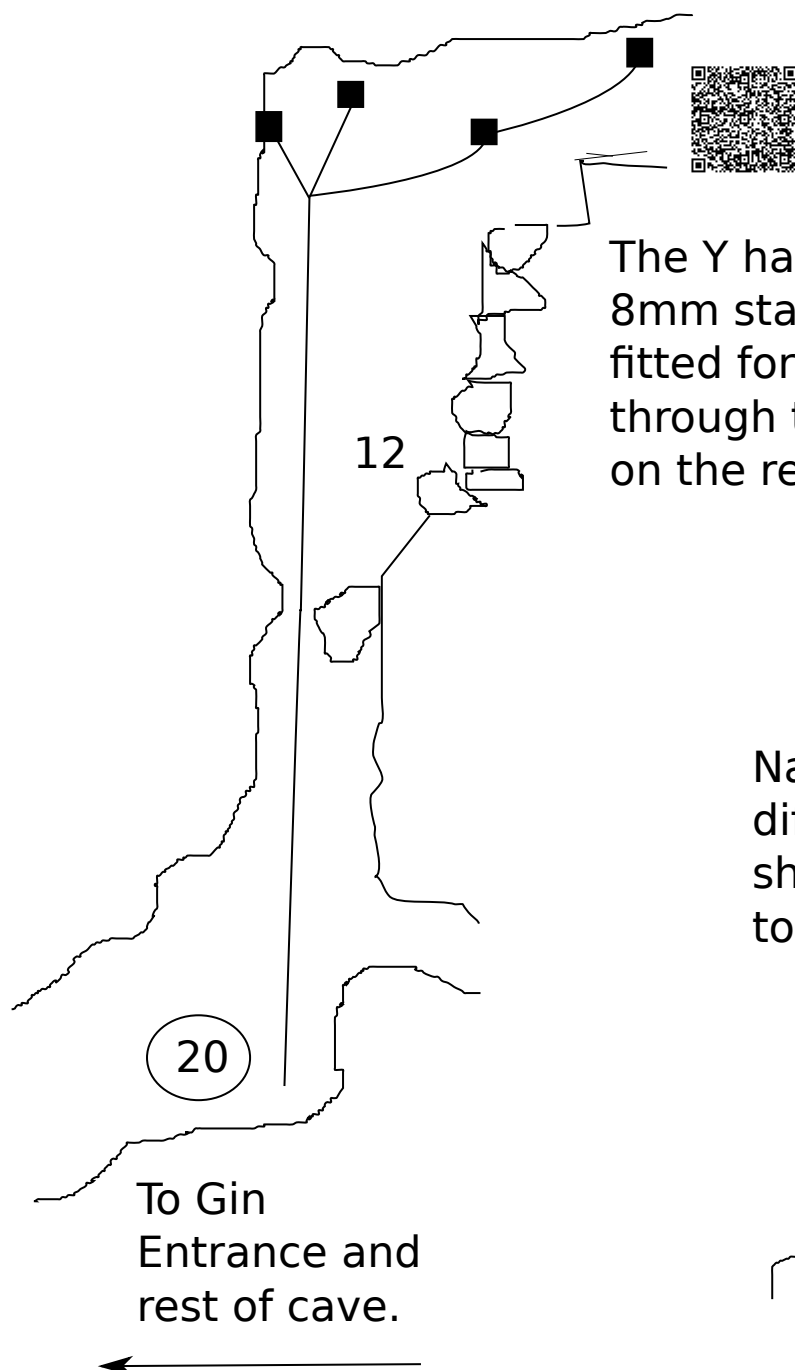 The Y ha
8mm sta
fitted for
through t
on the re
12
Na
dit
sh
to
20
To Gin
Entrance and
rest of cave.